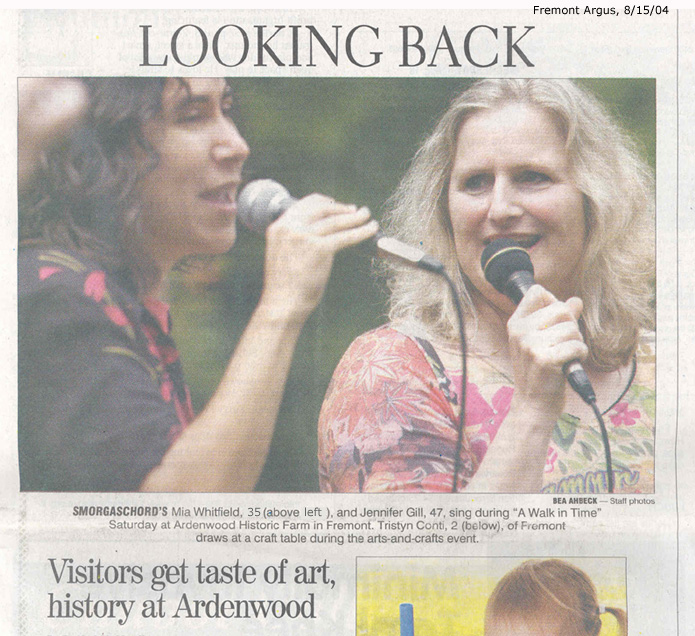 Fremont Argus, 8/15/04
LOOKING BACK
BEA AHBECK — Staff photos
SMORGASCHORD'S Mia Whitfield, 35 (above left ), and Jennifer Gill, 47, sing during "A Walk in Time"
Saturday at Ardenwood Historic Farm in Fremont. Tristyn Conti, 2 (below), of Fremont
draws at a craft table during the arts-and-crafts event.
Visitors get taste of art,
history at Ardenwood